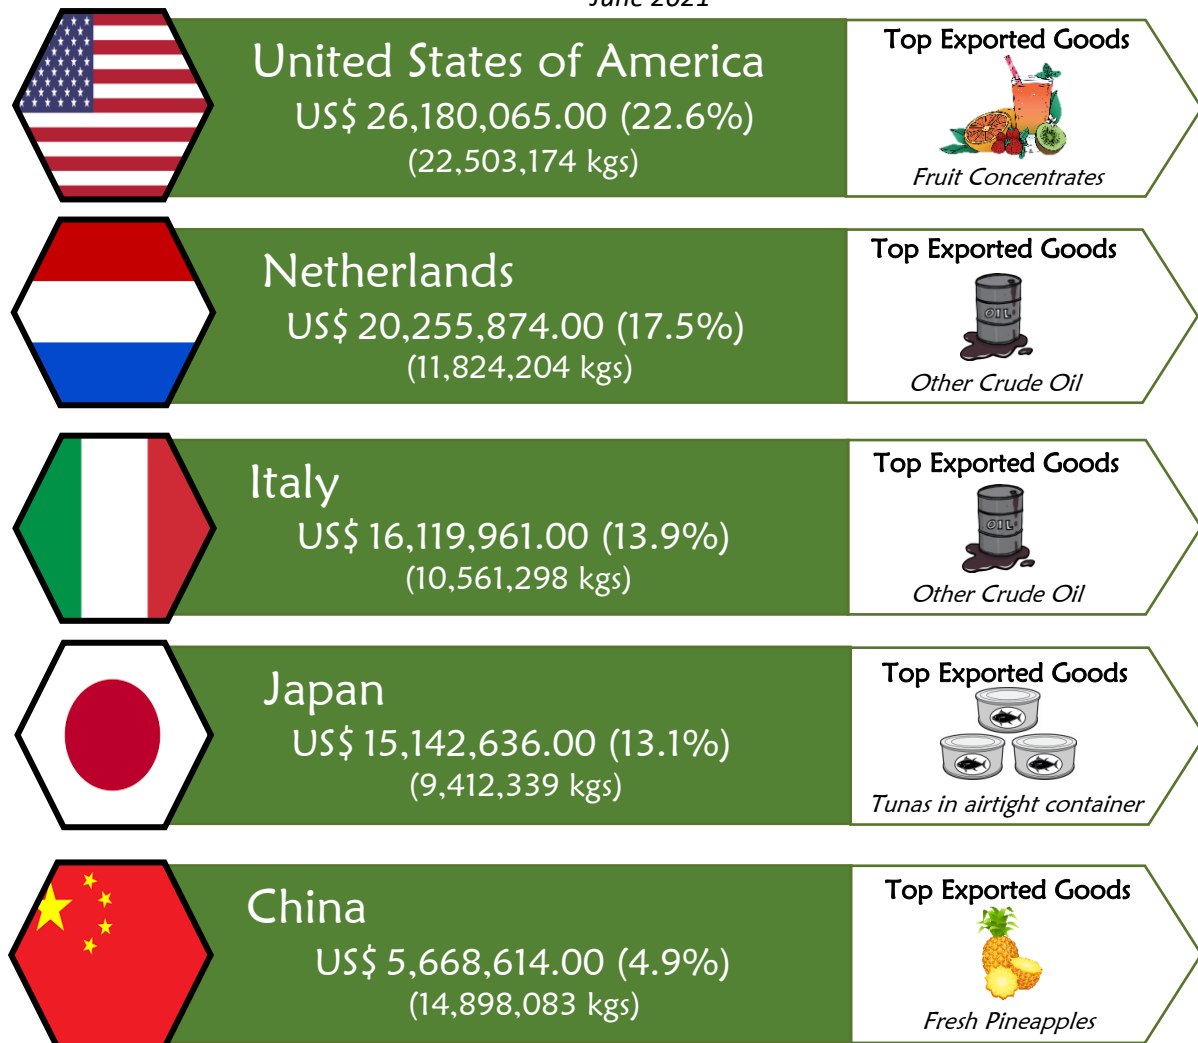 June 2021
United States of America
US$ 26,180,065.00 (22.6%)
(22,503,174 kgs)
Top Exported Goods
Fruit Concentrates
Netherlands
US$ 20,255,874.00 (17.5%)
(11,824,204 kgs)
Top Exported Goods
OIL
Other Crude Oil
Italy
US$ 16,119,961.00 (13.9%)
(10,561,298 kgs)
Top Exported Goods
OIL
Other Crude Oil
Japan
US$ 15,142,636.00 (13.1%)
(9,412,339 kgs)
Top Exported Goods
Tunas in airtight container
China
US$ 5,668,614.00 (4.9%)
(14,898,083 kgs)
Top Exported Goods
Fresh Pineapples